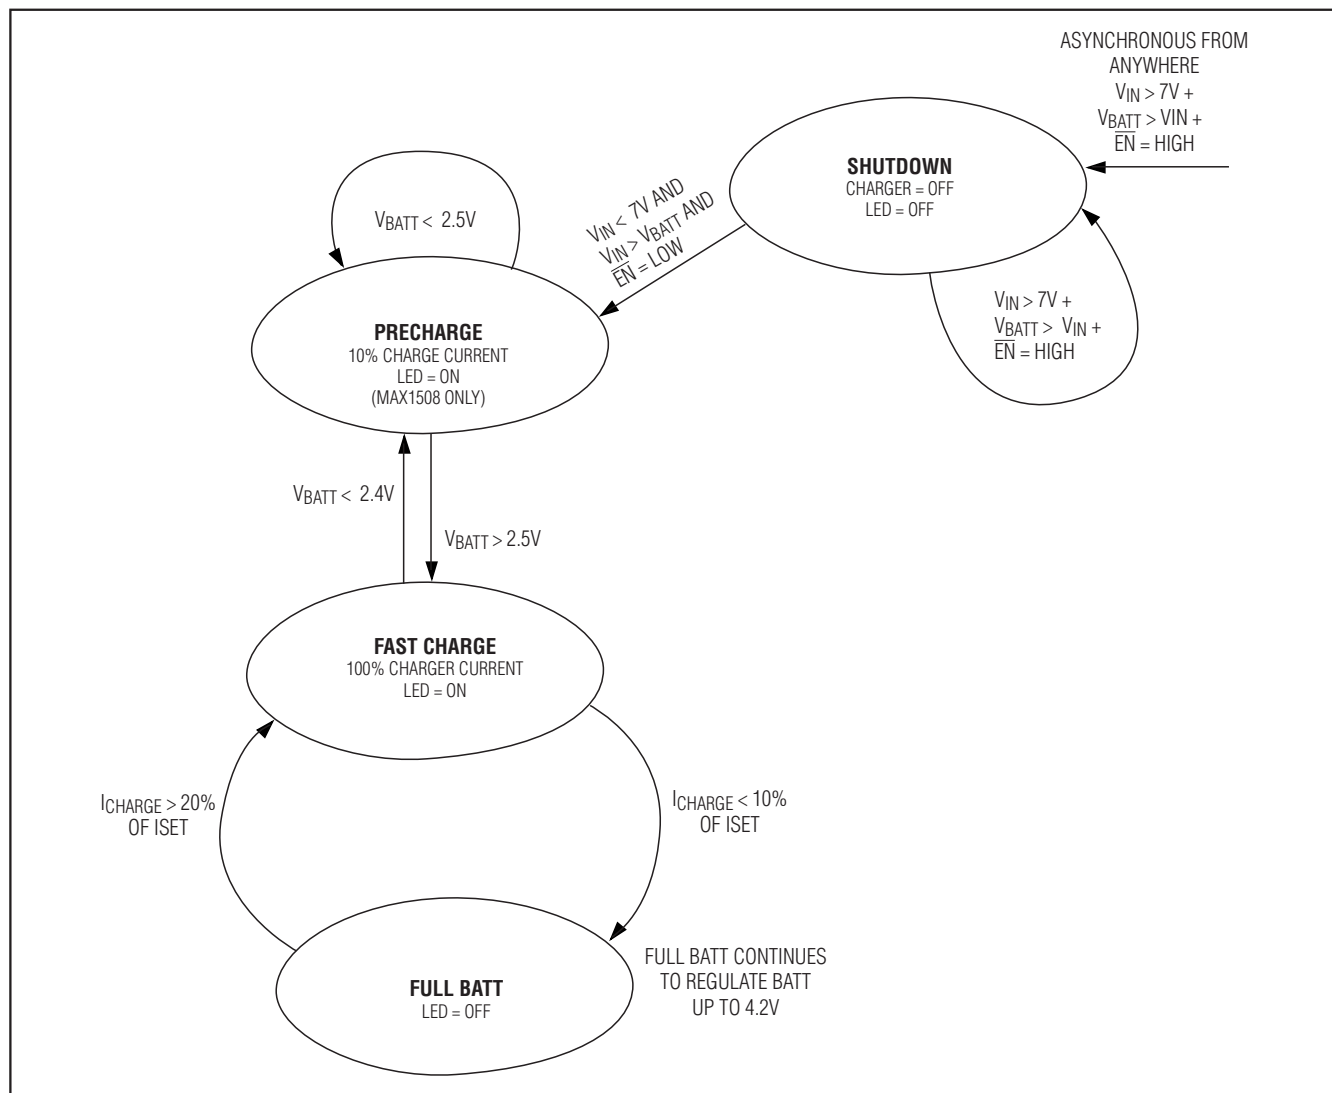 ASYNCHRONOUS FROM
ANYWHERE
VIN > 7V +
VBATT > VIN +
E̅N̅ = HIGH
SHUTDOWN
CHARGER = OFF
LED = OFF
VIN < 7V AND
VIN > VBATT AND
E̅N̅ = LOW
VIN > 7V +
VBATT > VIN +
E̅N̅ = HIGH
VBATT < 2.5V
PRECHARGE
10% CHARGE CURRENT
LED = ON
(MAX1508 ONLY)
VBATT < 2.4V
VBATT > 2.5V
FAST CHARGE
100% CHARGER CURRENT
LED = ON
ICHARGE > 20%
OF ISET
ICHARGE < 10%
OF ISET
FULL BATT
LED = OFF
FULL BATT CONTINUES
TO REGULATE BATT
UP TO 4.2V